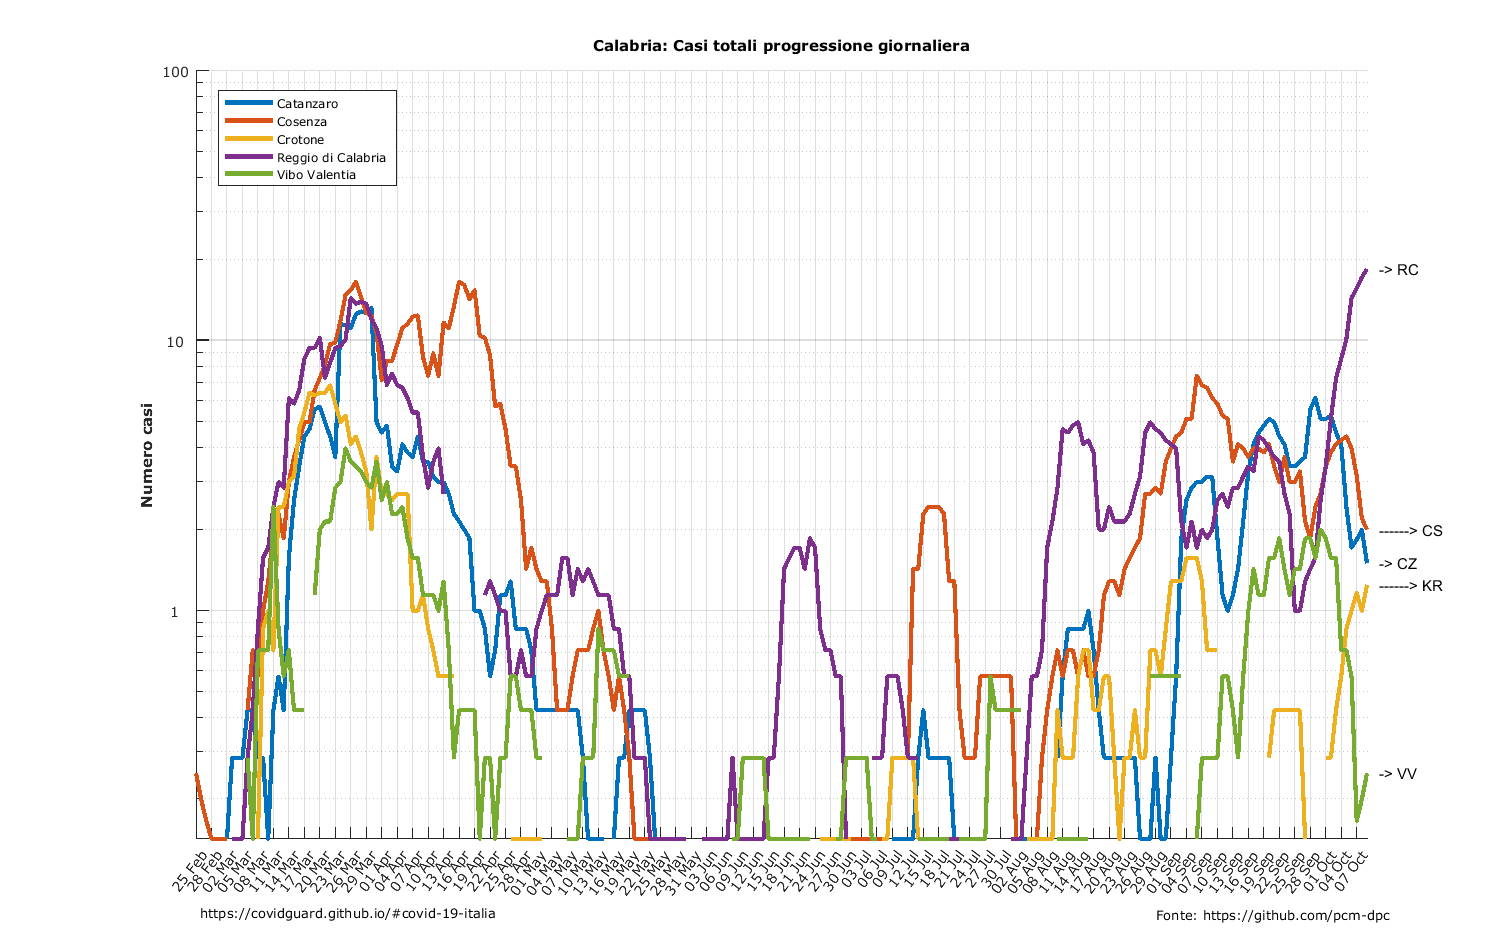 Calabria: Casi totali progressione giornaliera
100
10
1
Numero casi
Catanzaro
Cosenza
Crotone
Reggio di Calabria
Vibo Valentia
-> RC
------> CS
-> CZ
------> KR
-> VV
25 Feb
28 Feb
02 Mar
05 Mar
08 Mar
11 Mar
14 Mar
17 Mar
20 Mar
23 Mar
26 Mar
29 Mar
01 Apr
04 Apr
07 Apr
10 Apr
13 Apr
16 Apr
19 Apr
22 Apr
25 Apr
28 Apr
01 May
04 May
07 May
10 May
13 May
16 May
19 May
22 May
25 May
28 May
31 May
03 Jun
06 Jun
09 Jun
12 Jun
15 Jun
18 Jun
21 Jun
24 Jun
27 Jun
30 Jun
03 Jul
06 Jul
09 Jul
12 Jul
15 Jul
18 Jul
21 Jul
24 Jul
27 Jul
30 Jul
02 Aug
05 Aug
08 Aug
11 Aug
14 Aug
17 Aug
20 Aug
23 Aug
26 Aug
29 Aug
01 Sep
04 Sep
07 Sep
10 Sep
13 Sep
16 Sep
19 Sep
22 Sep
25 Sep
28 Sep
01 Oct
04 Oct
07 Oct
https://covidguard.github.io/#covid-19-italia
Fonte: https://github.com/pcm-dpc